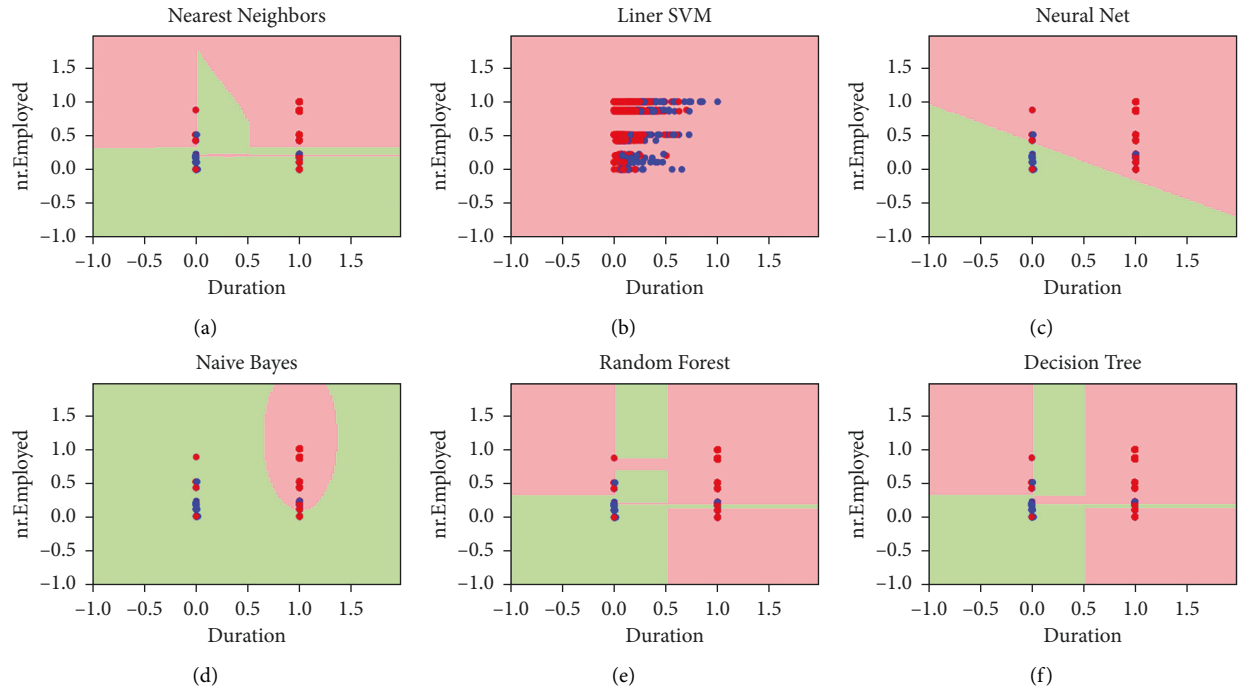 Nearest Neighbors
nr.Employed
1.5
1.0
0.5
0.0
−0.5
−1.0
−1.0 −0.5 0.0 0.5 1.0 1.5
Duration
(a)
Liner SVM
nr.Employed
1.5
1.0
0.5
0.0
−0.5
−1.0
−1.0 −0.5 0.0 0.5 1.0 1.5
Duration
(b)
Neural Net
nr.Employed
1.5
1.0
0.5
0.0
−0.5
−1.0
−1.0 −0.5 0.0 0.5 1.0 1.5
Duration
(c)
Naive Bayes
nr.Employed
1.5
1.0
0.5
0.0
−0.5
−1.0
−1.0 −0.5 0.0 0.5 1.0 1.5
Duration
(d)
Random Forest
nr.Employed
1.5
1.0
0.5
0.0
−0.5
−1.0
−1.0 −0.5 0.0 0.5 1.0 1.5
Duration
(e)
Decision Tree
nr.Employed
1.5
1.0
0.5
0.0
−0.5
−1.0
−1.0 −0.5 0.0 0.5 1.0 1.5
Duration
(f)